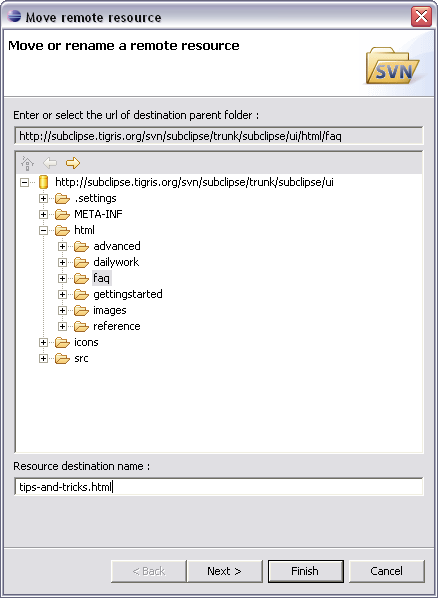 Move remote resource
Move or rename a remote resource
SVN
Enter or select the url of destination parent folder :
http://subclipse.tigris.org/svn/subclipse/trunk/subclipse/ui/html/faq
http://subclipse.tigris.org/svn/subclipse/trunk/subclipse/ui
.settings
META-INF
html
advanced
dailywork
faq
gettingstarted
images
reference
icons
src
Resource destination name :
tips-and-tricks.html
< Back
Next >
Finish
Cancel